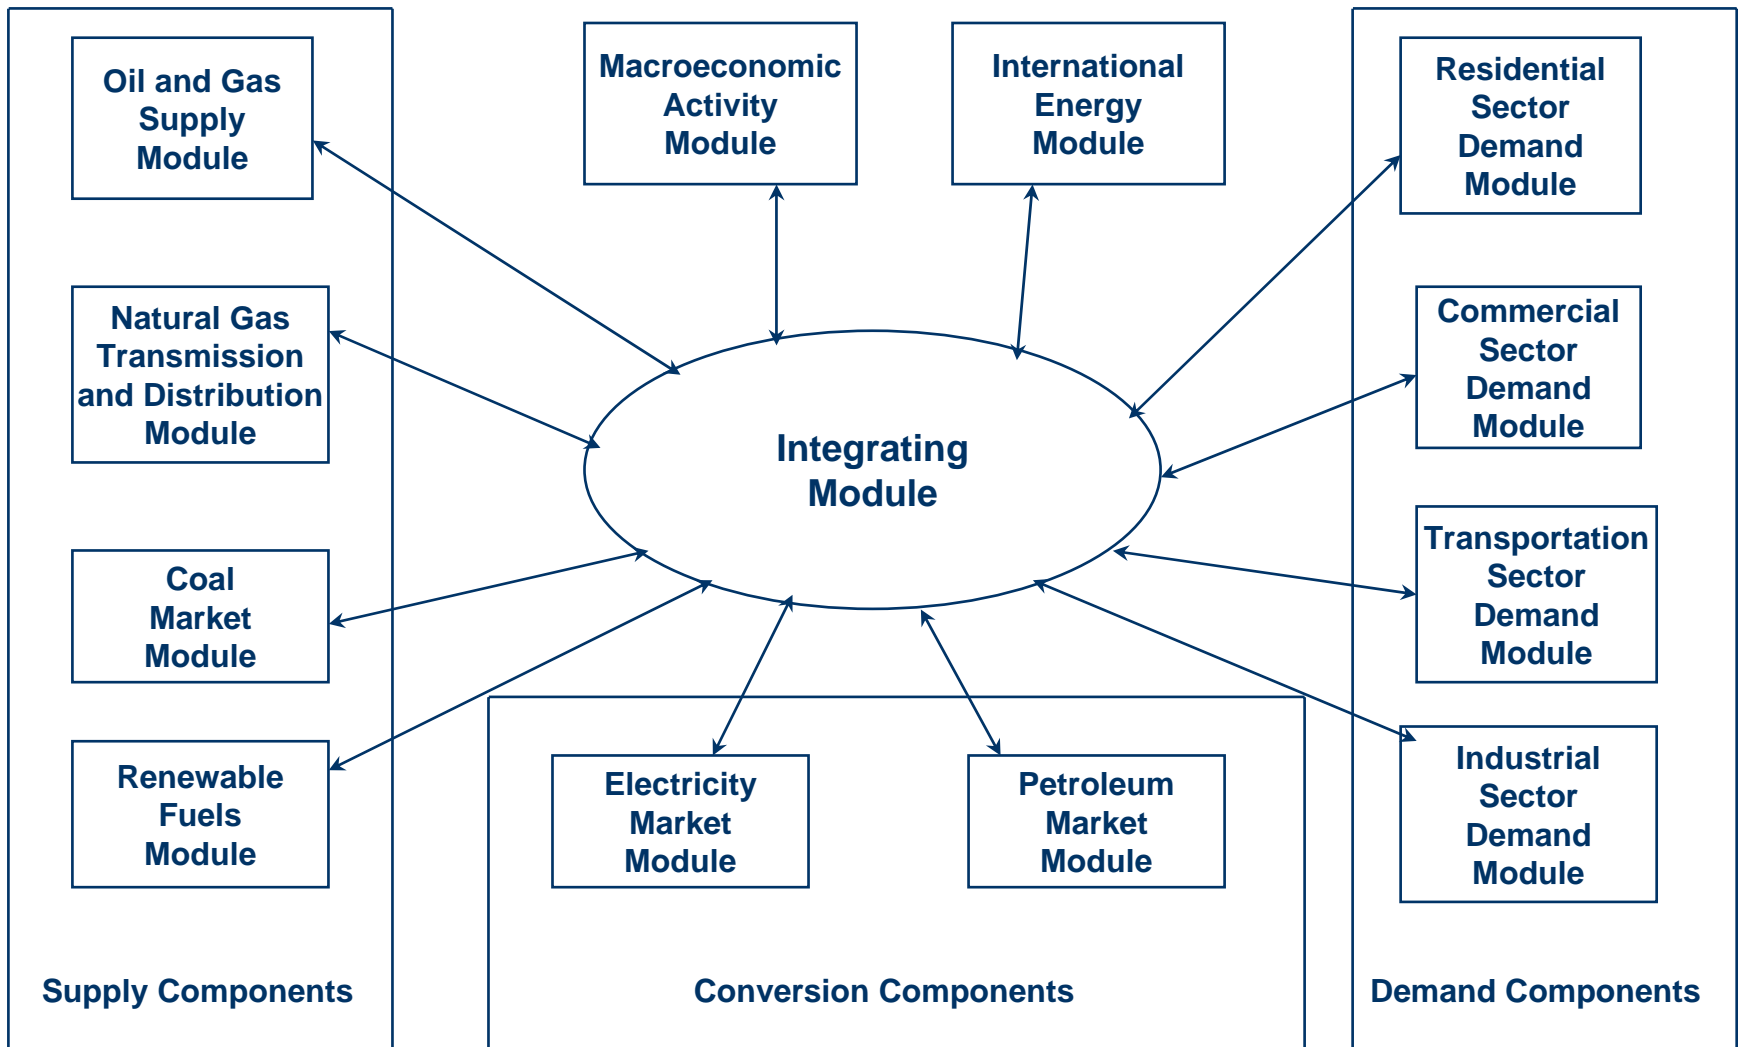 Oil and Gas
Supply
Module
Macroeconomic
Activity
Module
International
Energy
Module
Residential
Sector
Demand
Module
Natural Gas
Transmission
and Distribution
Module
Commercial
Sector
Demand
Module
Integrating
Module
Coal
Market
Module
Transportation
Sector
Demand
Module
Renewable
Fuels
Module
Electricity
Market
Module
Petroleum
Market
Module
Industrial
Sector
Demand
Module
Supply Components
Conversion Components
Demand Components